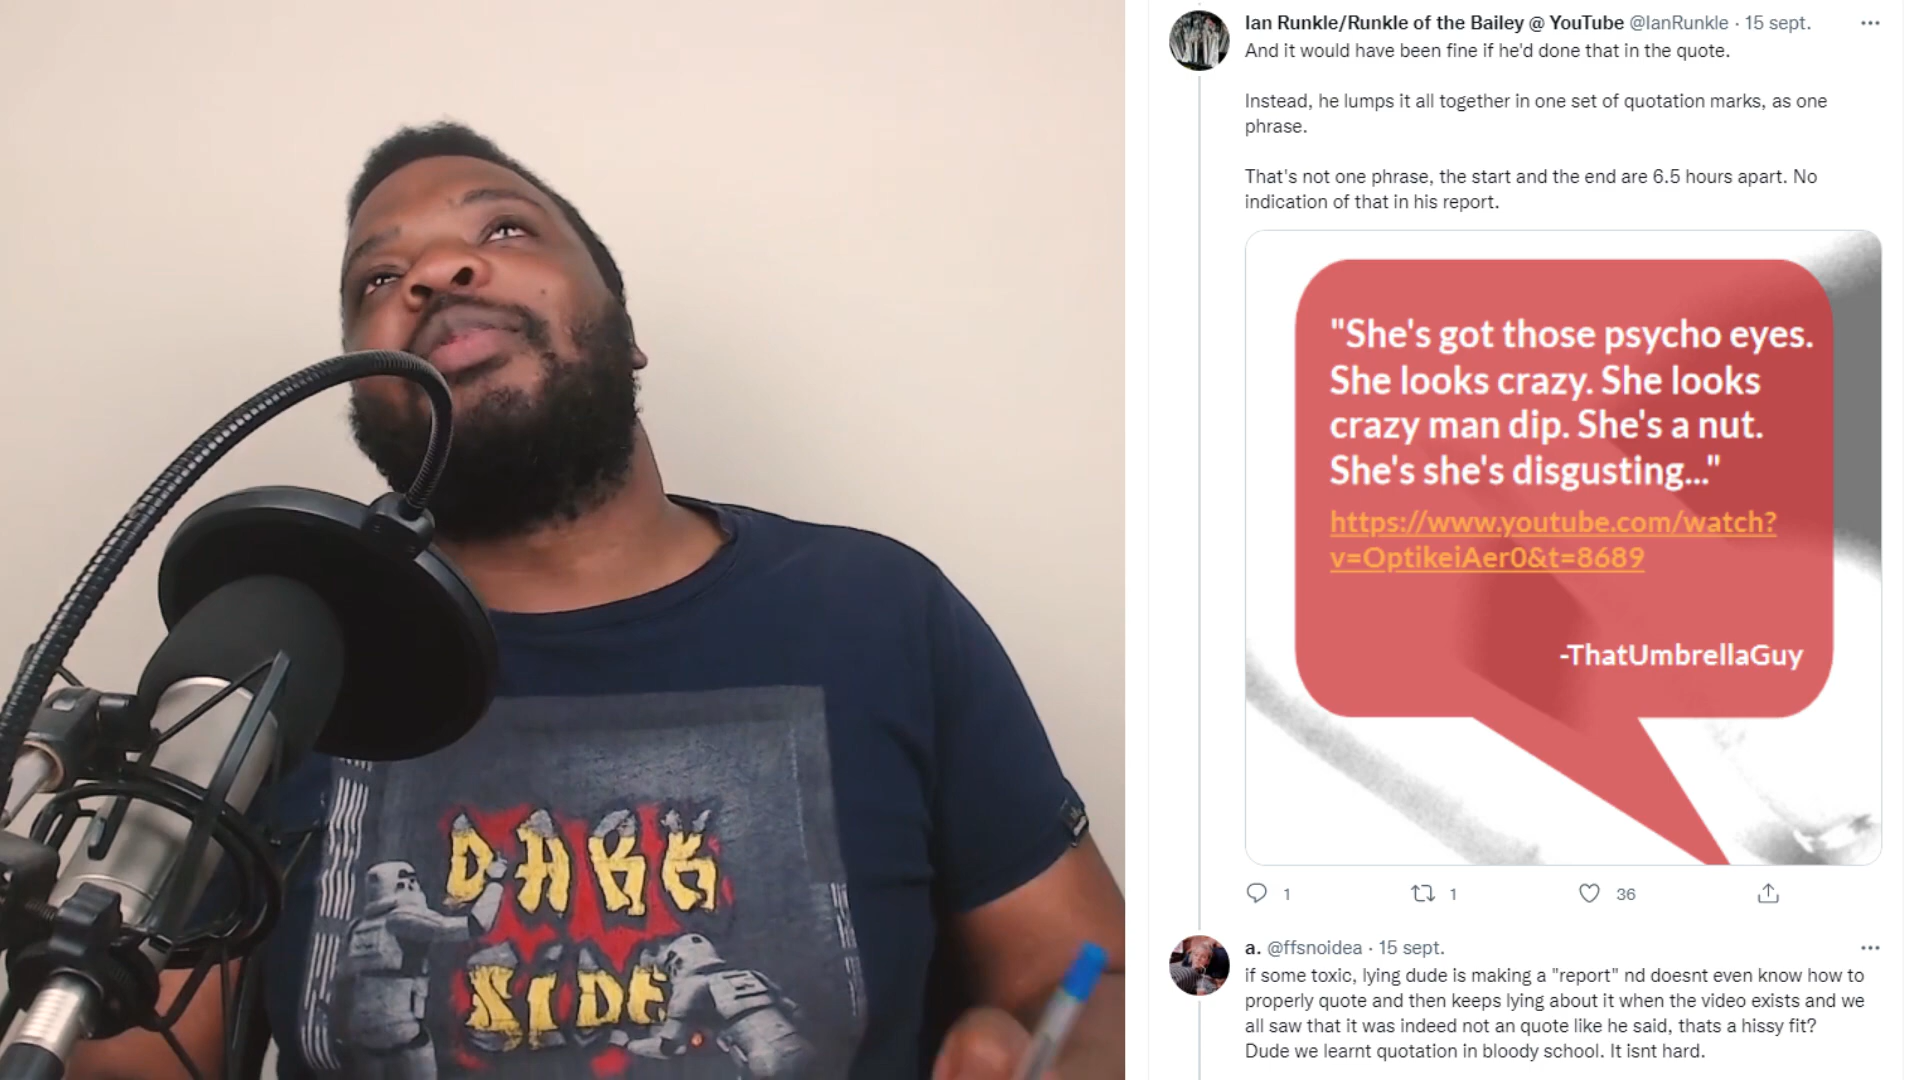 DARK
SIDE
Ian Runkle/Runkle of the Bailey @ YouTube @IanRunkle · 15 sept.
And it would have been fine if he'd done that in the quote.
Instead, he lumps it all together in one set of quotation marks, as one
phrase.
That's not one phrase, the start and the end are 6.5 hours apart. No
indication of that in his report.
"She's got those psycho eyes.
She looks crazy. She looks
crazy man dip. She's a nut.
She's she's disgusting..."
https://www.youtube.com/watch?
v=OptikeiAer0&t=8689
-ThatUmbrellaGuy
1 1 36
a. @ffsnoidea · 15 sept.
if some toxic, lying dude is making a "report" nd doesnt even know how to
properly quote and then keeps lying about it when the video exists and we
all saw that it was indeed not an quote like he said, thats a hissy fit?
Dude we learnt quotation in bloody school. It isnt hard.